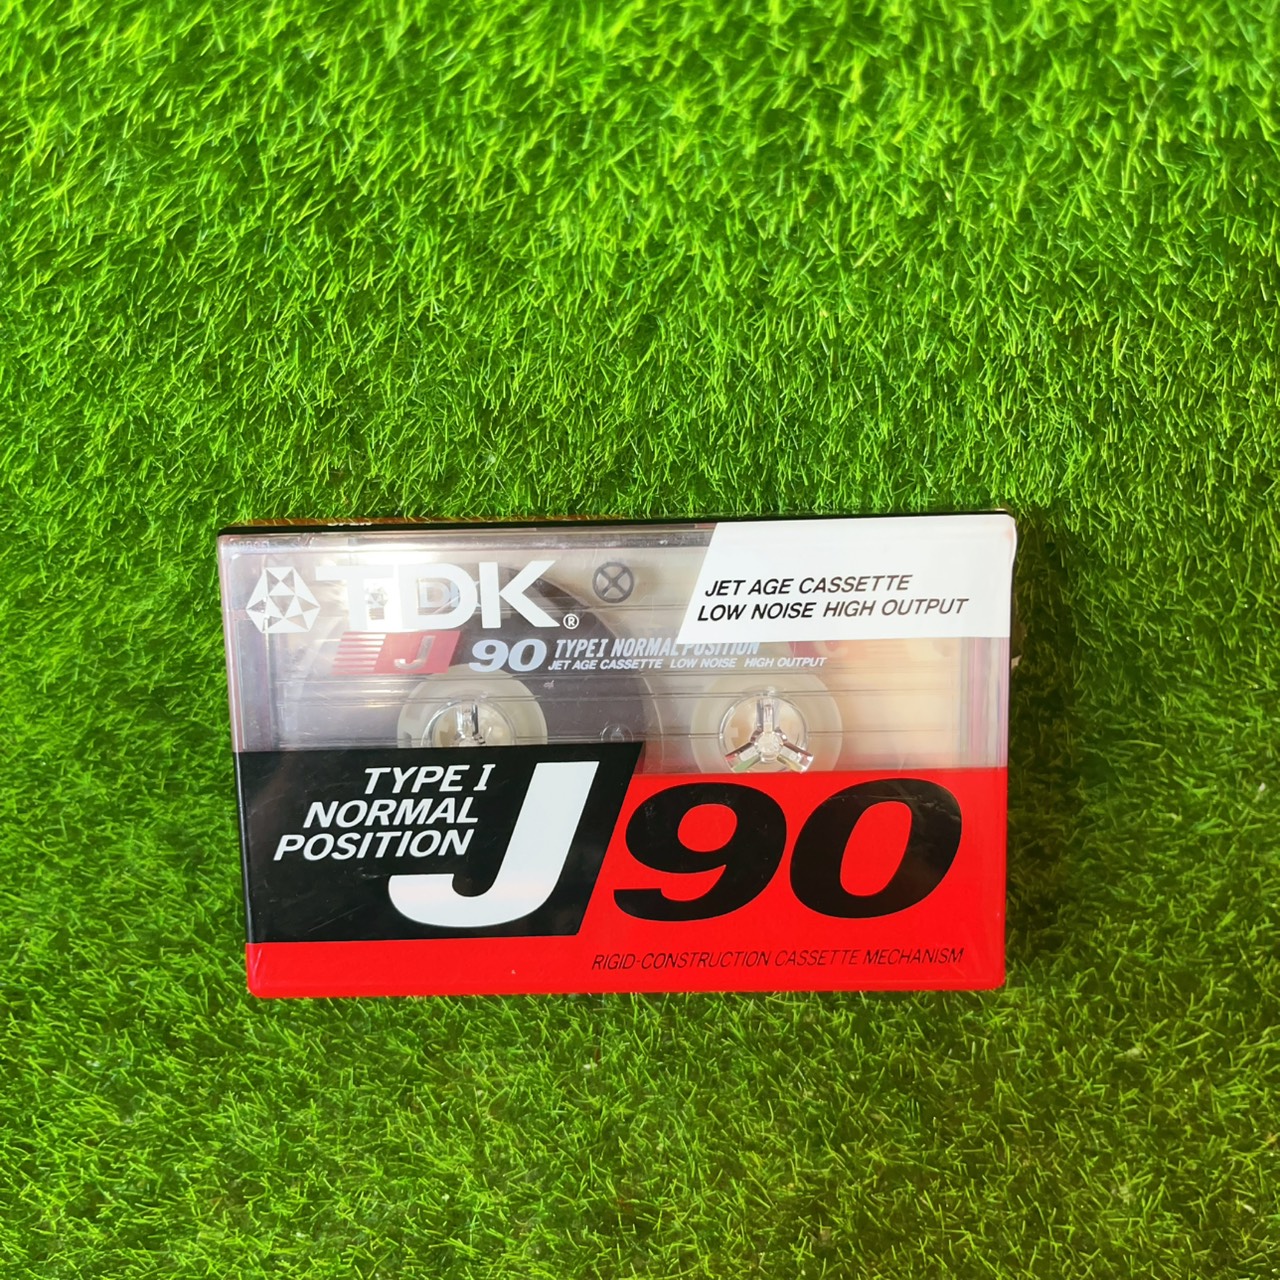 TDK®
JET AGE CASSETTE
LOW NOISE HIGH OUTPUT
J 90 TYPE I NORMAL POSITION
JET AGE CASSETTE LOW NOISE HIGH OUTPUT
TYPE I
NORMAL
POSITION
J90
RIGID-CONSTRUCTION CASSETTE MECHANISM